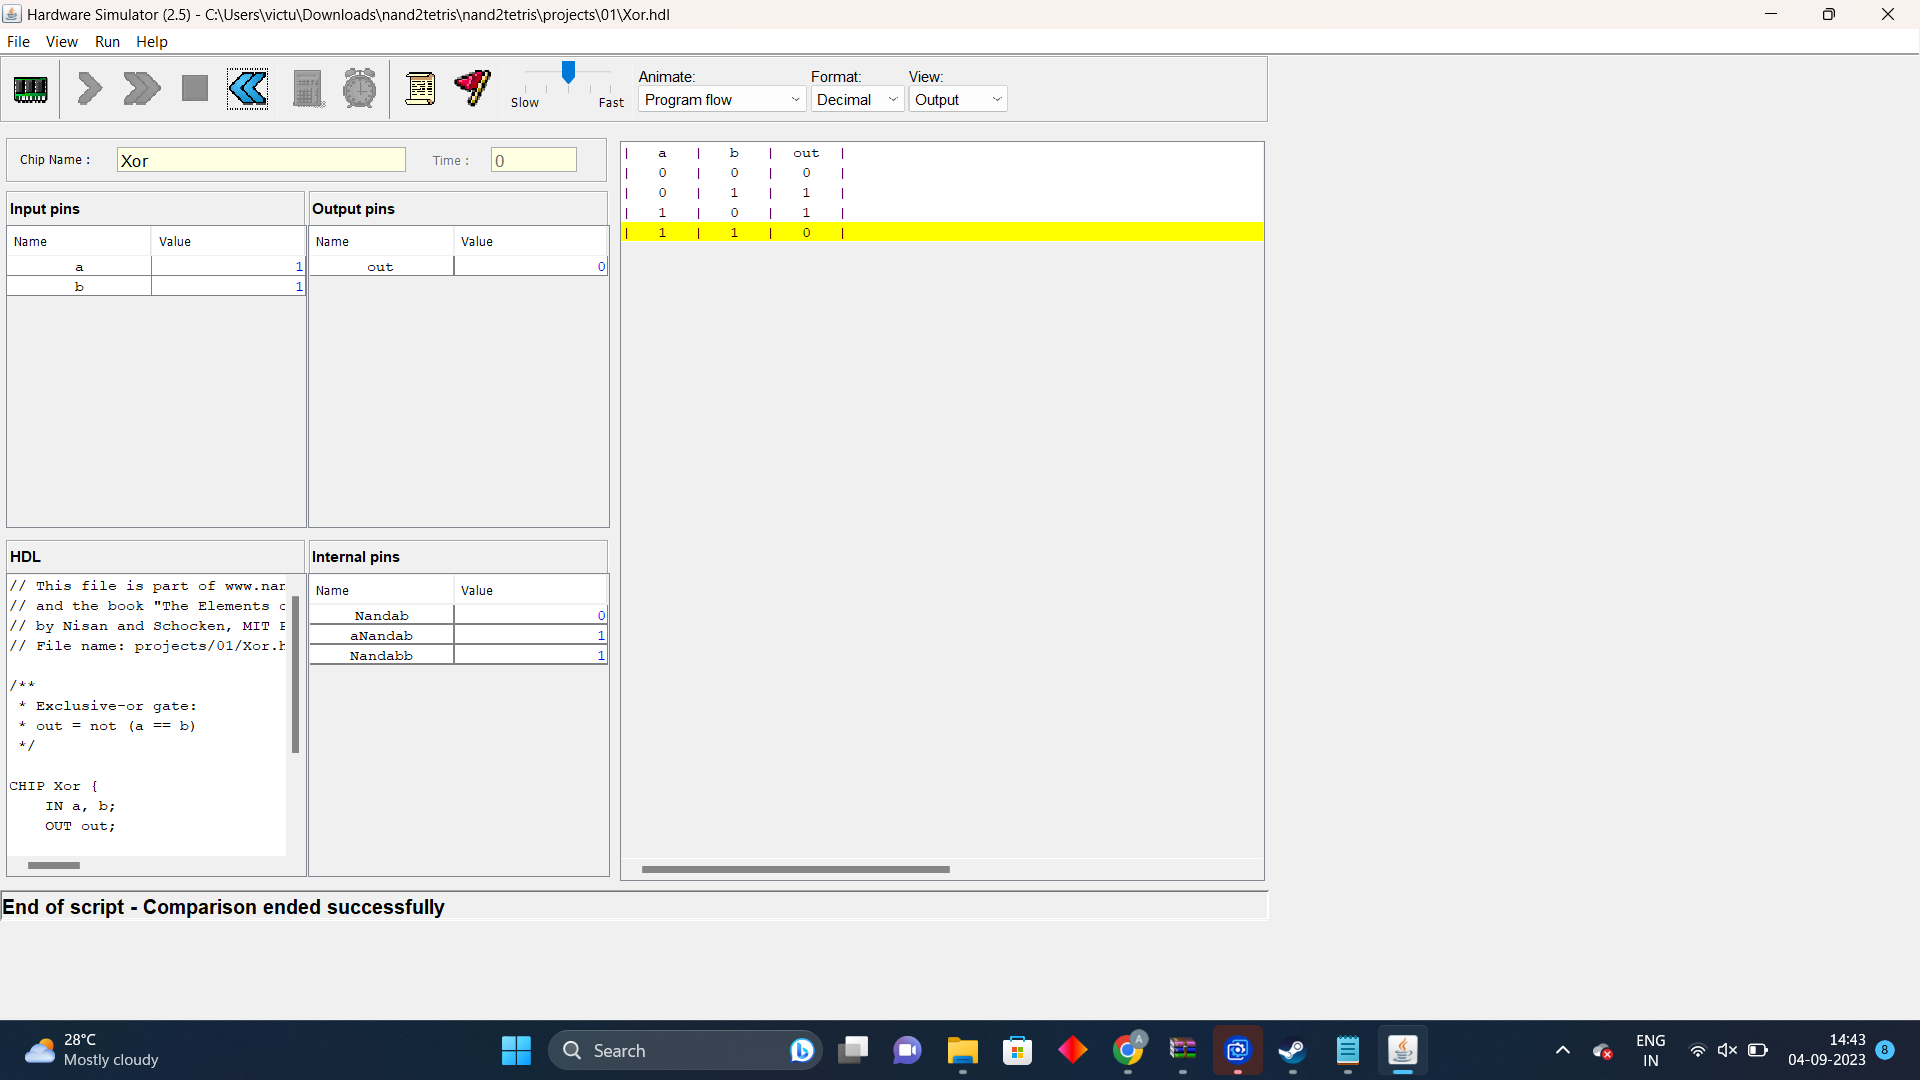 Hardware Simulator (2.5) - C:\Users\victu\Downloads\nand2tetris\nand2tetris\projects\01\Xor.hdl
File View Run Help
Slow Fast
Animate: Format: View:
Program flow Decimal Output
Chip Name : Xor Time : 0
Input pins
Name Value
a 1
b 1
Output pins
Name Value
out 0
| a | b | out |
| 0 | 0 | 0 |
| 0 | 1 | 1 |
| 1 | 0 | 1 |
| 1 | 1 | 0 |
HDL
// This file is part of www.nan
// and the book "The Elements o
// by Nisan and Schocken, MIT P
// File name: projects/01/Xor.h
/**
* Exclusive-or gate:
* out = not (a == b)
*/
CHIP Xor {
IN a, b;
OUT out;
Internal pins
Name Value
Nandab 0
aNandab 1
Nandabb 1
End of script - Comparison ended successfully
28°C
Mostly cloudy
Search
A
ENG
IN
14:43
04-09-2023
8